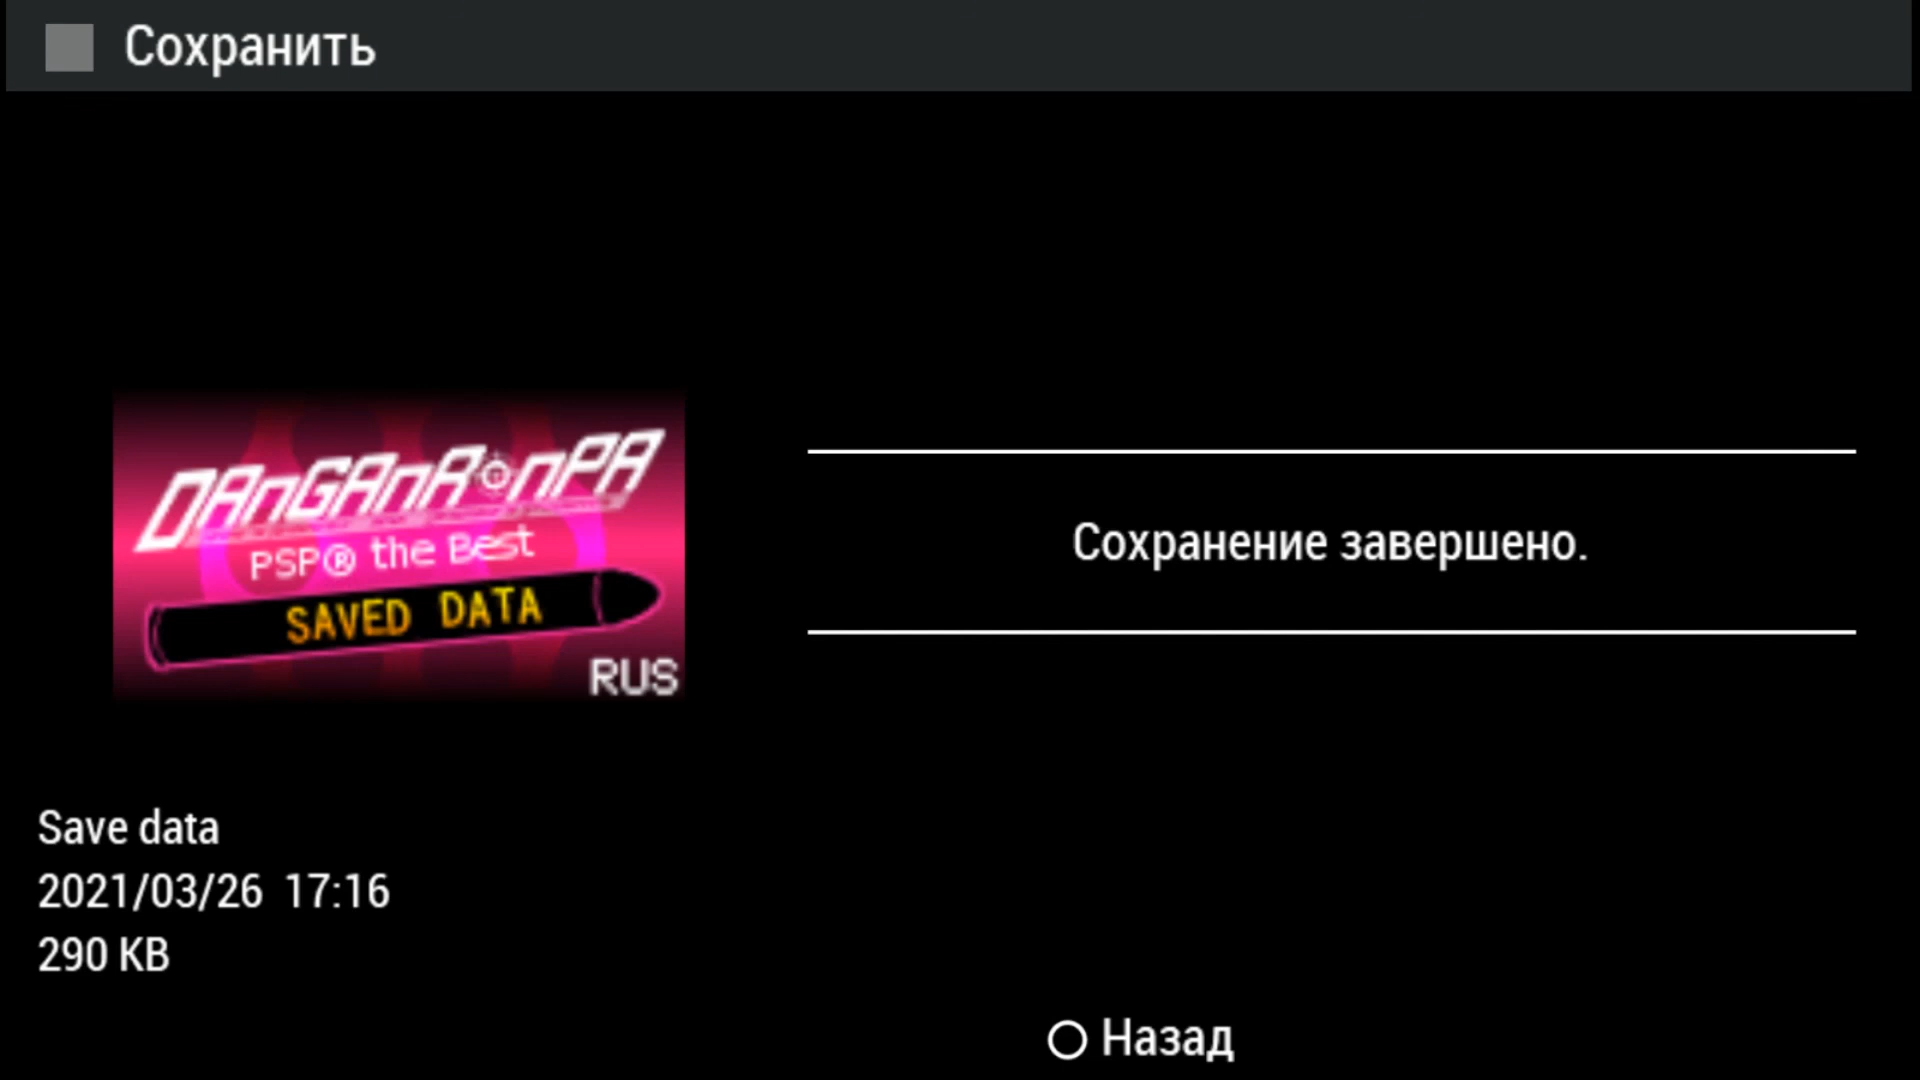 Сохранить
DAnGAnRonPA
PSP® the Best
SAVED DATA
RUS
Сохранение завершено.
Save data
2021/03/26 17:16
290 KB
Назад